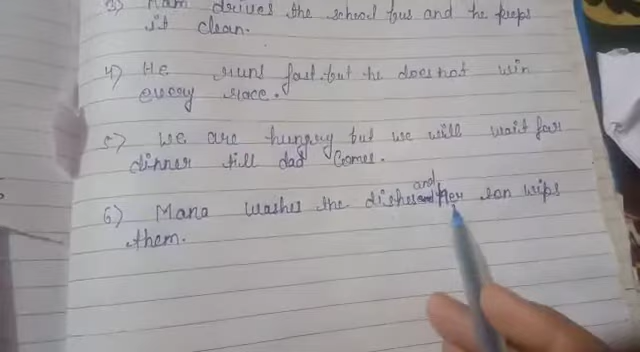 3) Ram drives the school bus and he keeps
it clean.
4) He runs fast but he does not win
every race.
5) We are hungry but we will wait for
dinner till dad comes.
and
6) Mana washes the dishes her son wips
them.